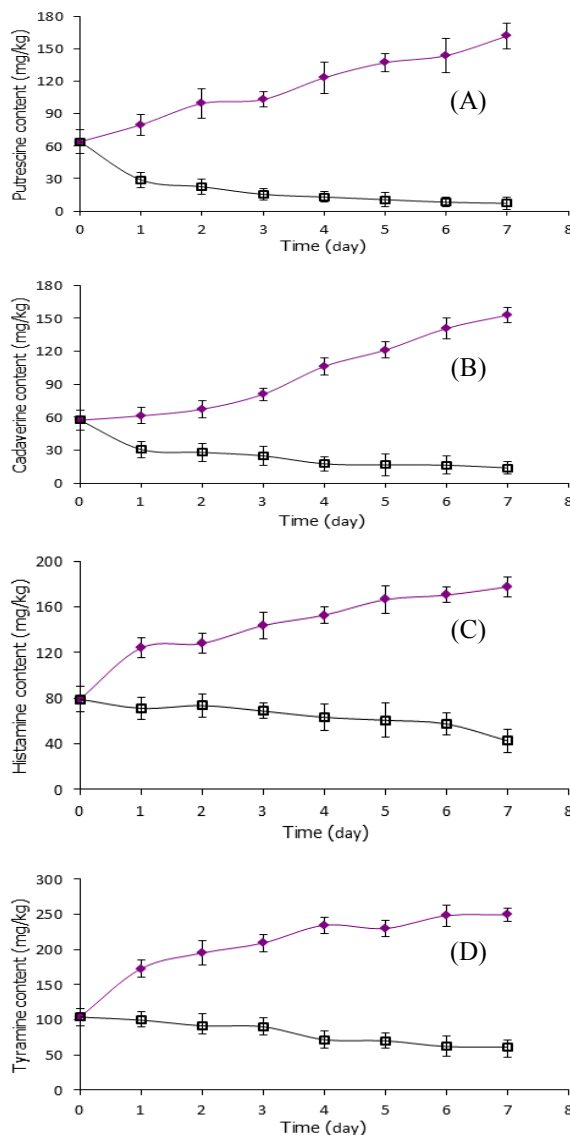 Putrescine content (mg/kg)
180
150
120
90
60
30
0
(A)
0 1 2 3 4 5 6 7 8
Time (day)
Cadaverine content (mg/kg)
180
150
120
90
60
30
0
(B)
0 1 2 3 4 5 6 7 8
Time (day)
Histamine content (mg/kg)
200
160
120
80
40
0
(C)
0 1 2 3 4 5 6 7 8
Time (day)
Tyramine content (mg/kg)
300
250
200
150
100
50
0
(D)
0 1 2 3 4 5 6 7 8
Time (day)